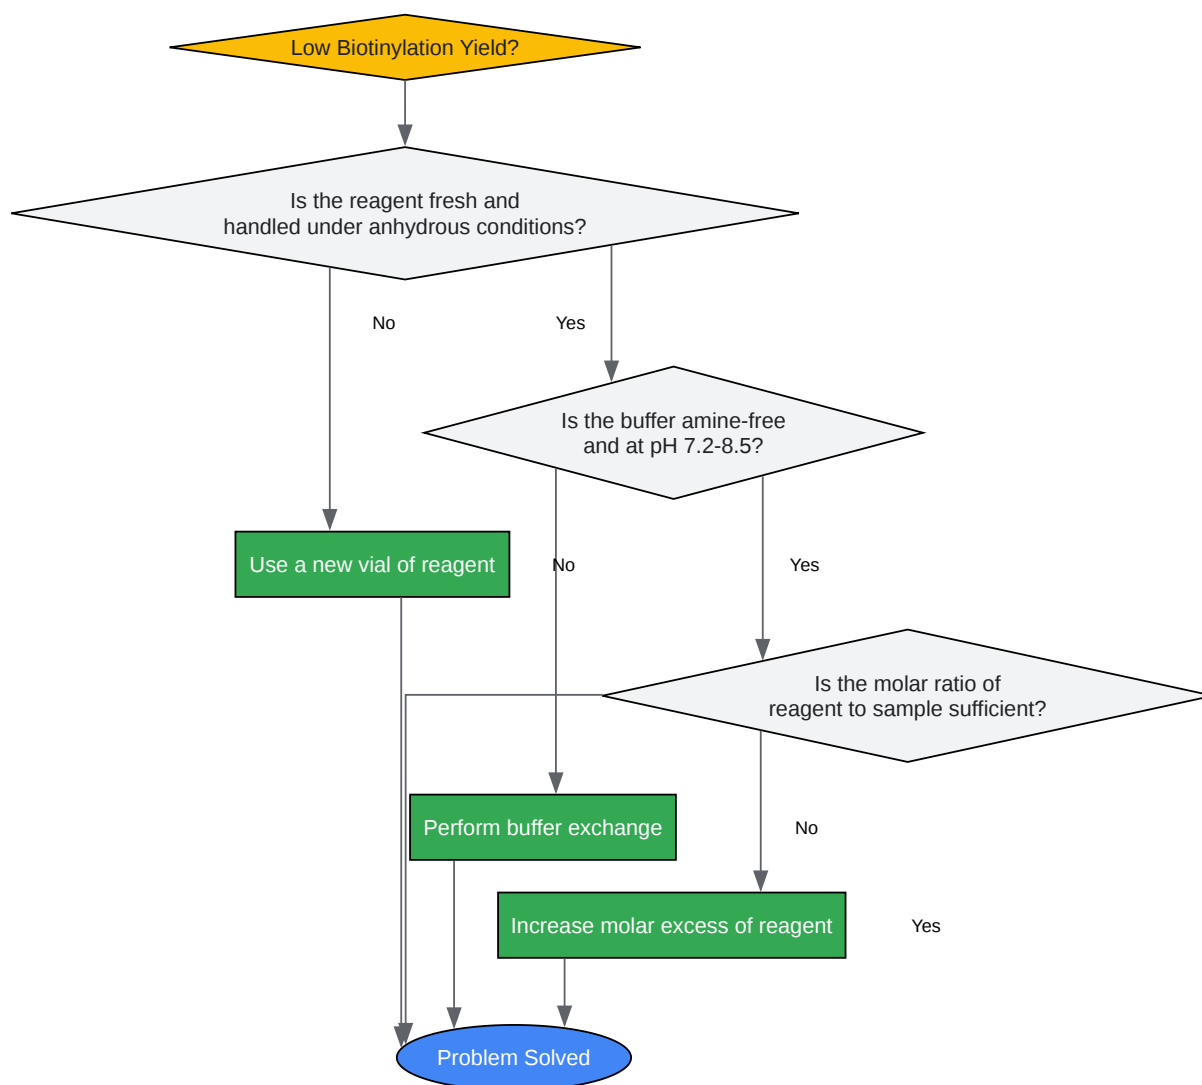 Low Biotinylation Yield?
Is the reagent fresh and
handled under anhydrous conditions?
No
Yes
Is the buffer amine-free
and at pH 7.2-8.5?
Use a new vial of reagent
No
Yes
Is the molar ratio of
reagent to sample sufficient?
Perform buffer exchange
No
Increase molar excess of reagent
Yes
Problem Solved